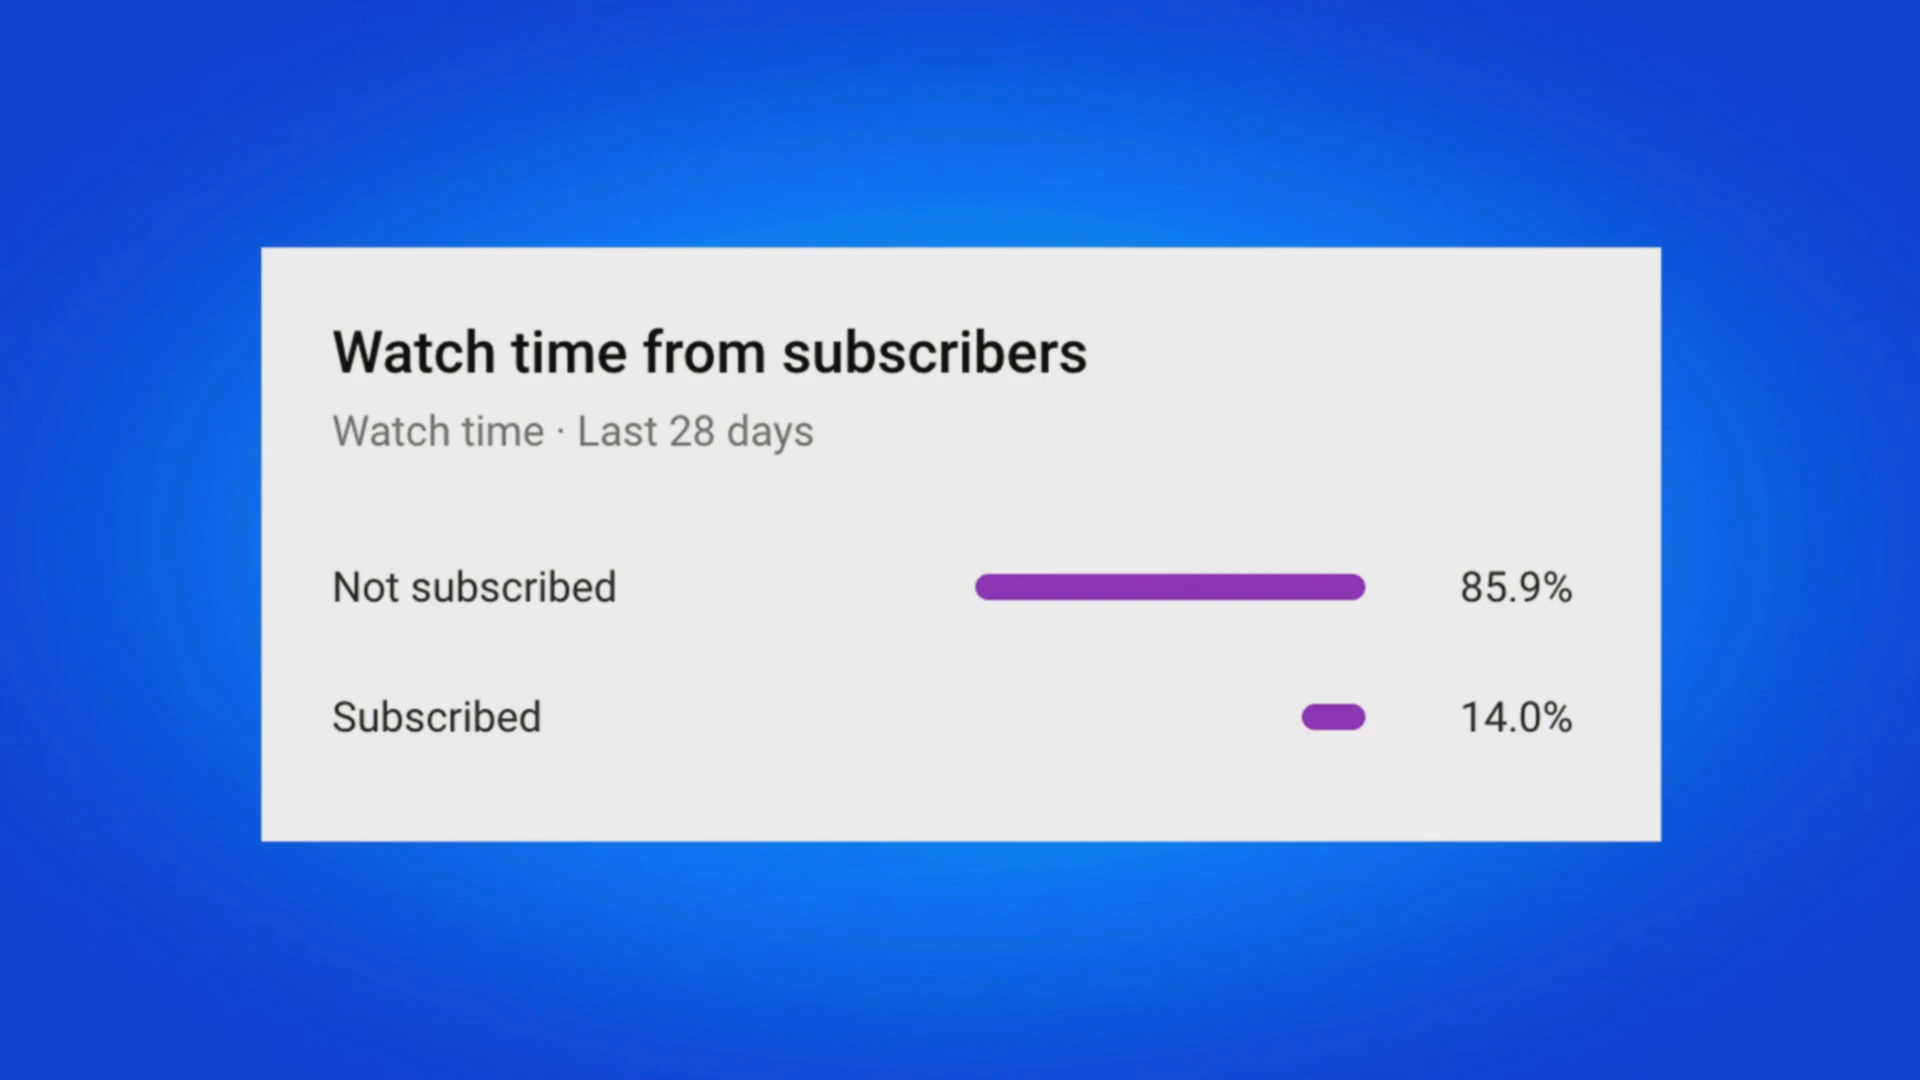 Watch time from subscribers
Watch time · Last 28 days
Not subscribed 85.9%
Subscribed 14.0%